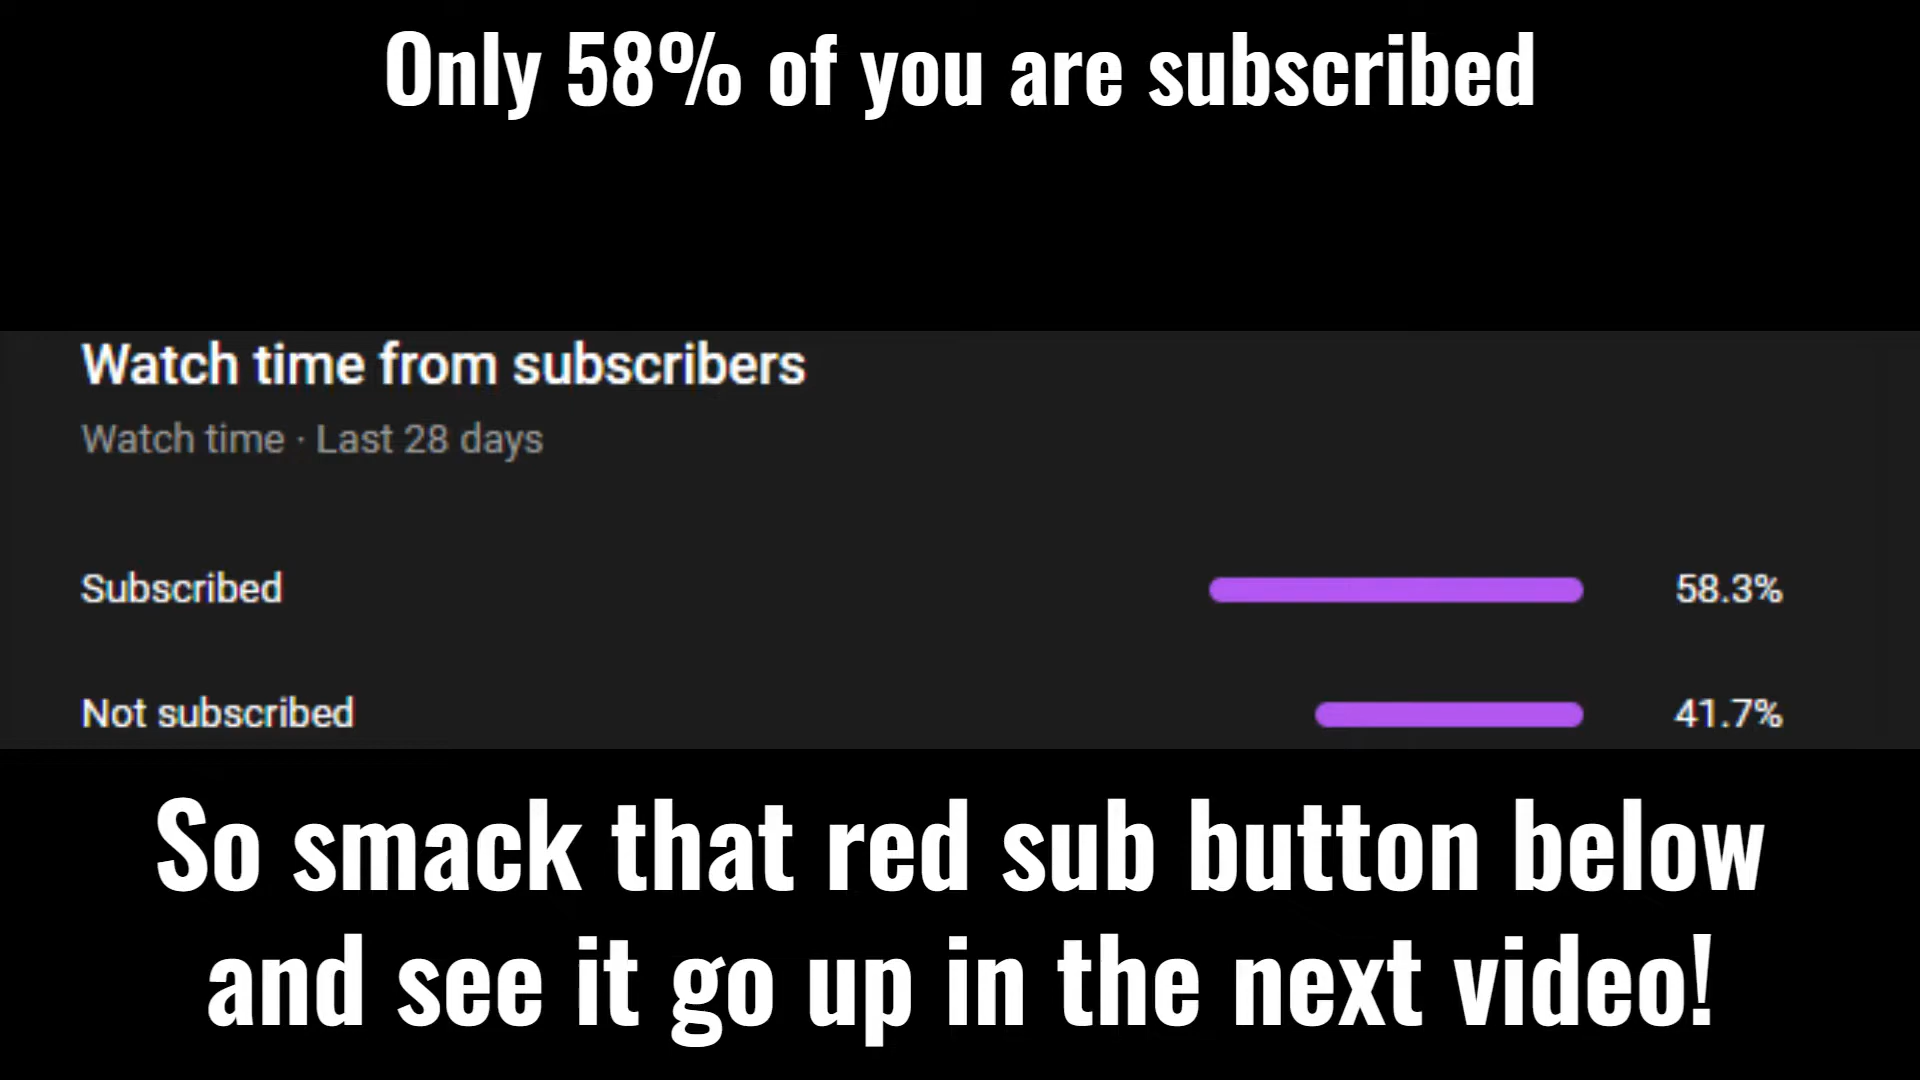 Only 58% of you are subscribed
Watch time from subscribers
Watch time · Last 28 days
Subscribed 58.3%
Not subscribed 41.7%
So smack that red sub button below
and see it go up in the next video!